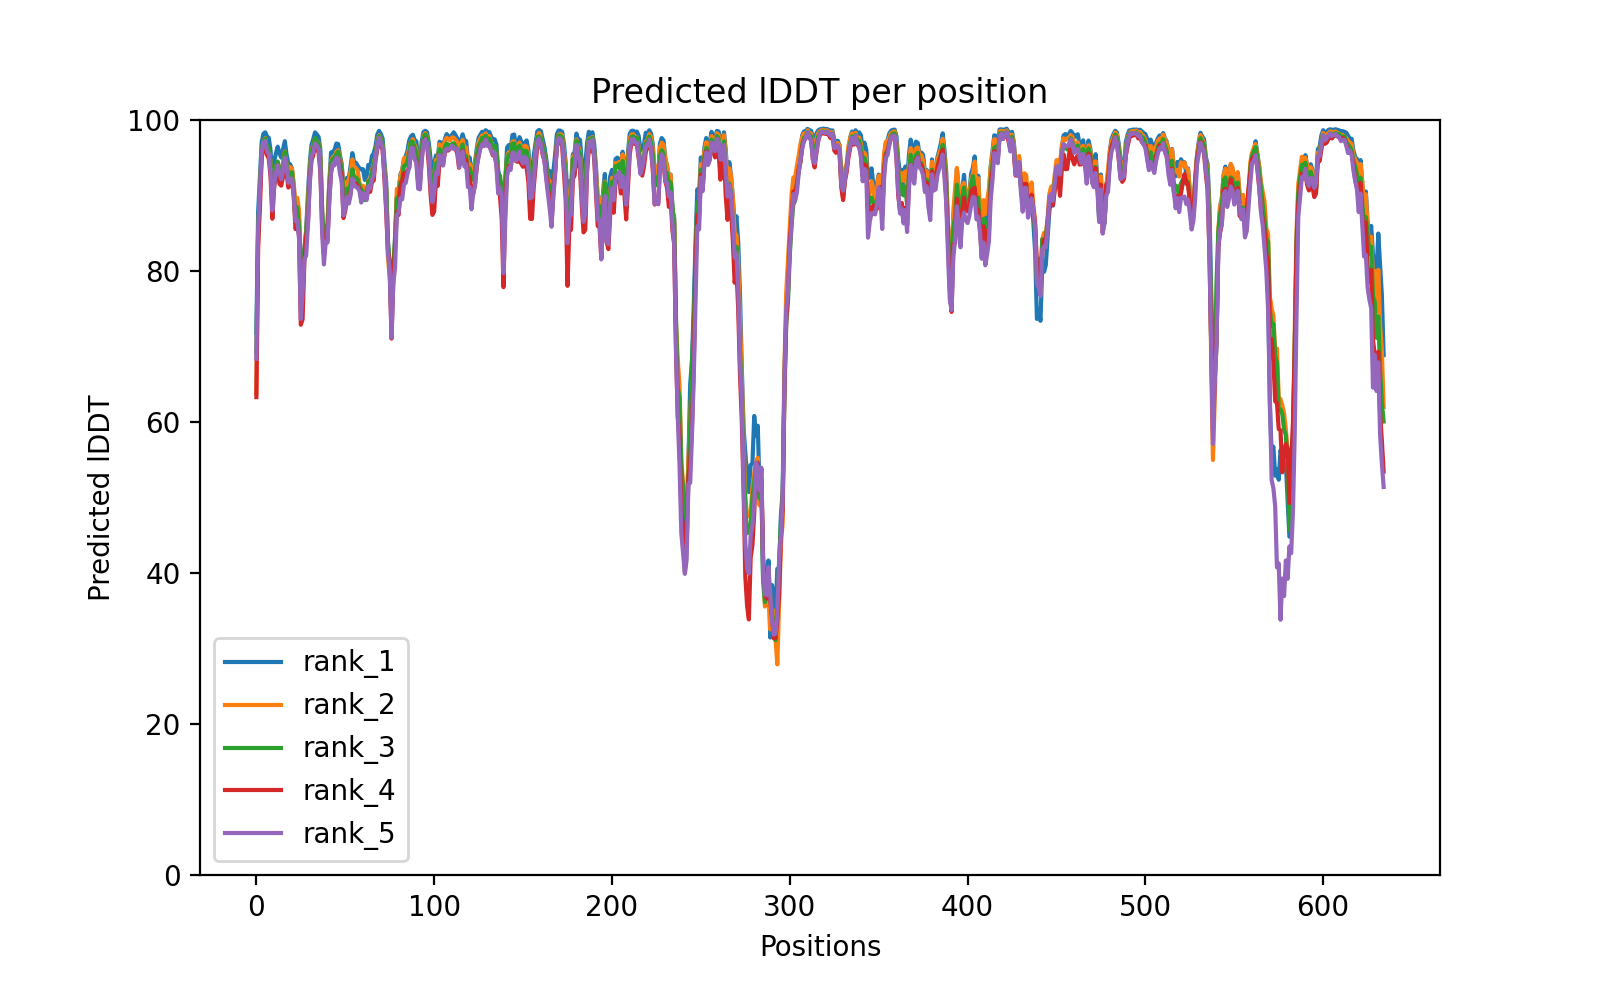 Predicted lDDT per position
100
80
60
40
20
0
Predicted lDDT
rank_1
rank_2
rank_3
rank_4
rank_5
0 100 200 300 400 500 600
Positions